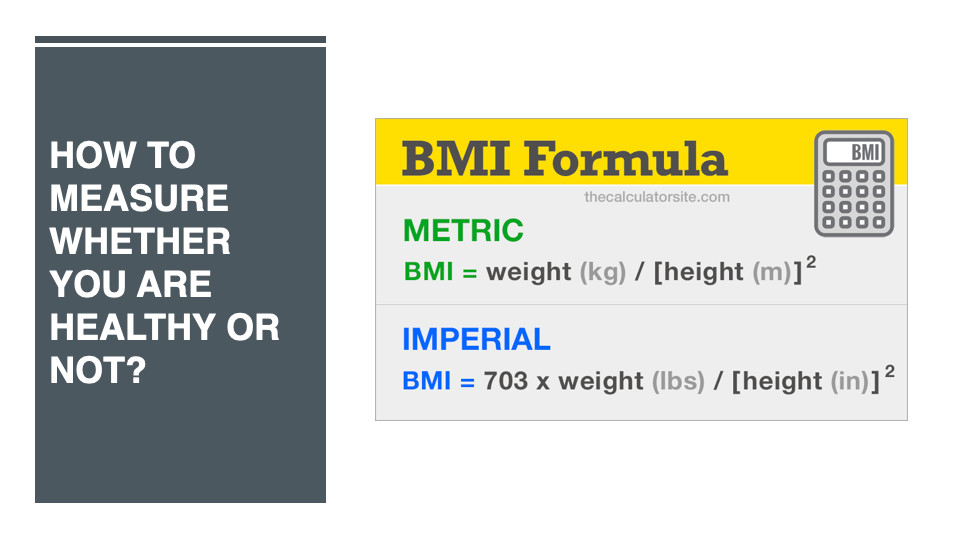 HOW TO
MEASURE
WHETHER
YOU ARE
HEALTHY OR
NOT?
BMI Formula
BMI
thecalculatorsite.com
METRIC
BMI = weight (kg) / [height (m)]²
IMPERIAL
BMI = 703 x weight (lbs) / [height (in)]²